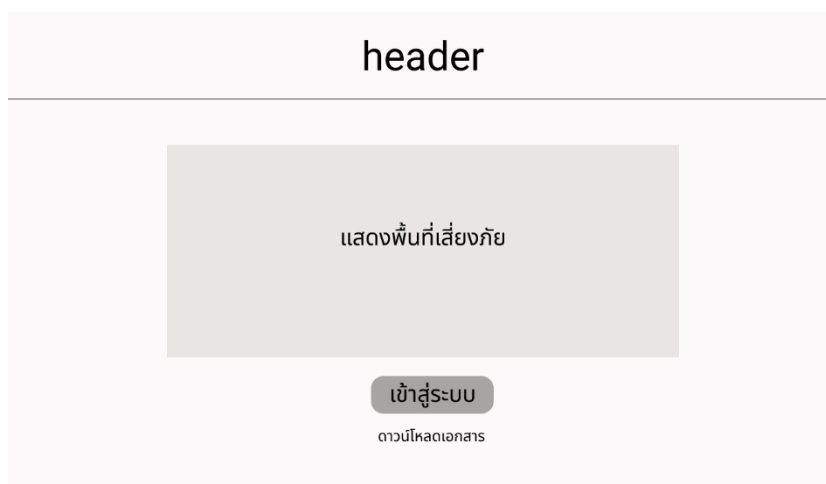 header
แสดงพื้นที่เสี่ยงภัย
เข้าสู่ระบบ
ดาวน์โหลดเอกสาร